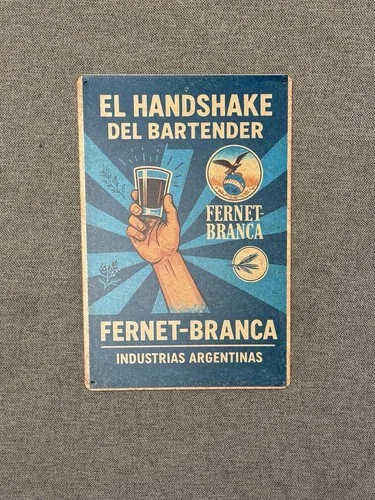 EL HANDSHAKE
DEL BARTENDER
FERNET-
BRANCA
FERNET-BRANCA
INDUSTRIAS ARGENTINAS